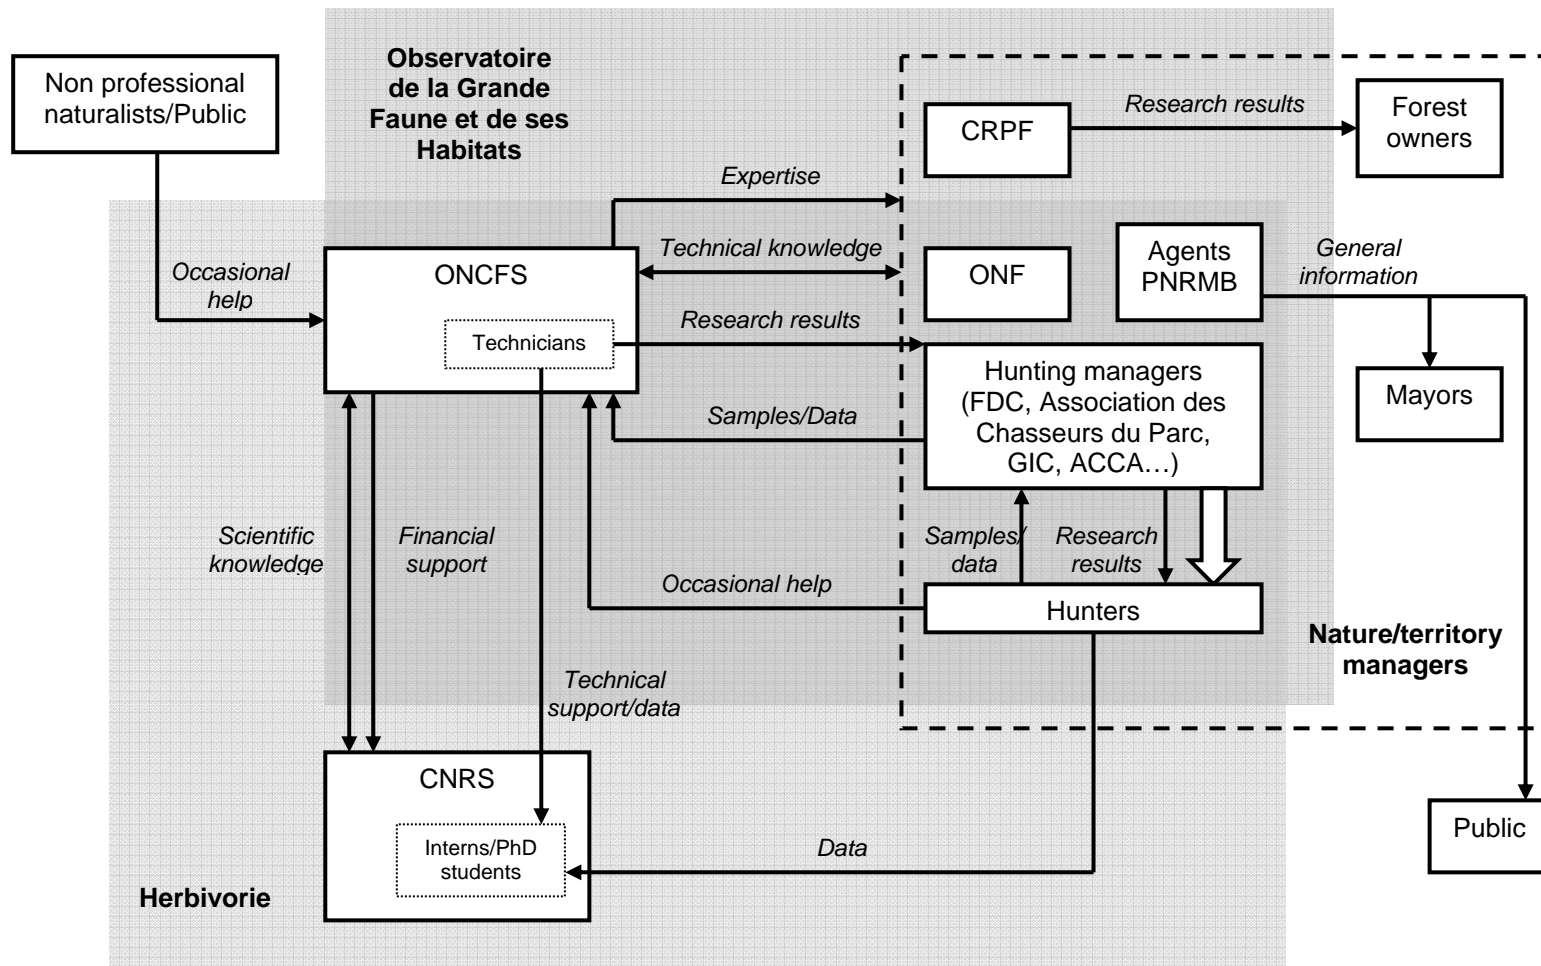 Observatoire
de la Grande
Faune et de ses
Habitats
Non professional
naturalists/Public
CRPF
Research results
Forest
owners
Expertise
Occasional
help
ONCFS
Technicians
Technical knowledge
ONF
Agents
PNRMB
General
information
Research results
Hunting managers
(FDC, Association des
Chasseurs du Parc,
GIC, ACCA…)
Mayors
Samples/Data
Scientific
knowledge
Financial
support
Samples/
data
Research
results
Occasional help
Hunters
Nature/territory
managers
Technical
support/data
CNRS
Interns/PhD
students
Data
Public
Herbivorie